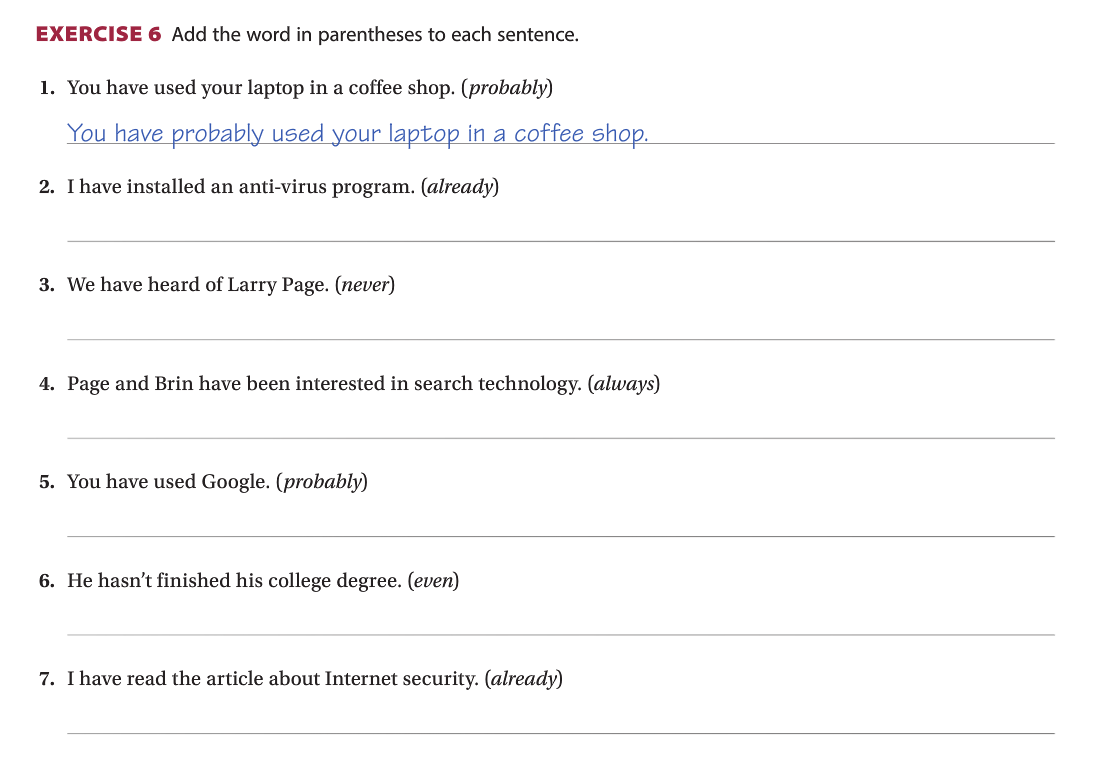 EXERCISE 6 Add the word in parentheses to each sentence.
1. You have used your laptop in a coffee shop. (probably)
You have probably used your laptop in a coffee shop.
2. I have installed an anti-virus program. (already)
3. We have heard of Larry Page. (never)
4. Page and Brin have been interested in search technology. (always)
5. You have used Google. (probably)
6. He hasn’t finished his college degree. (even)
7. I have read the article about Internet security. (already)